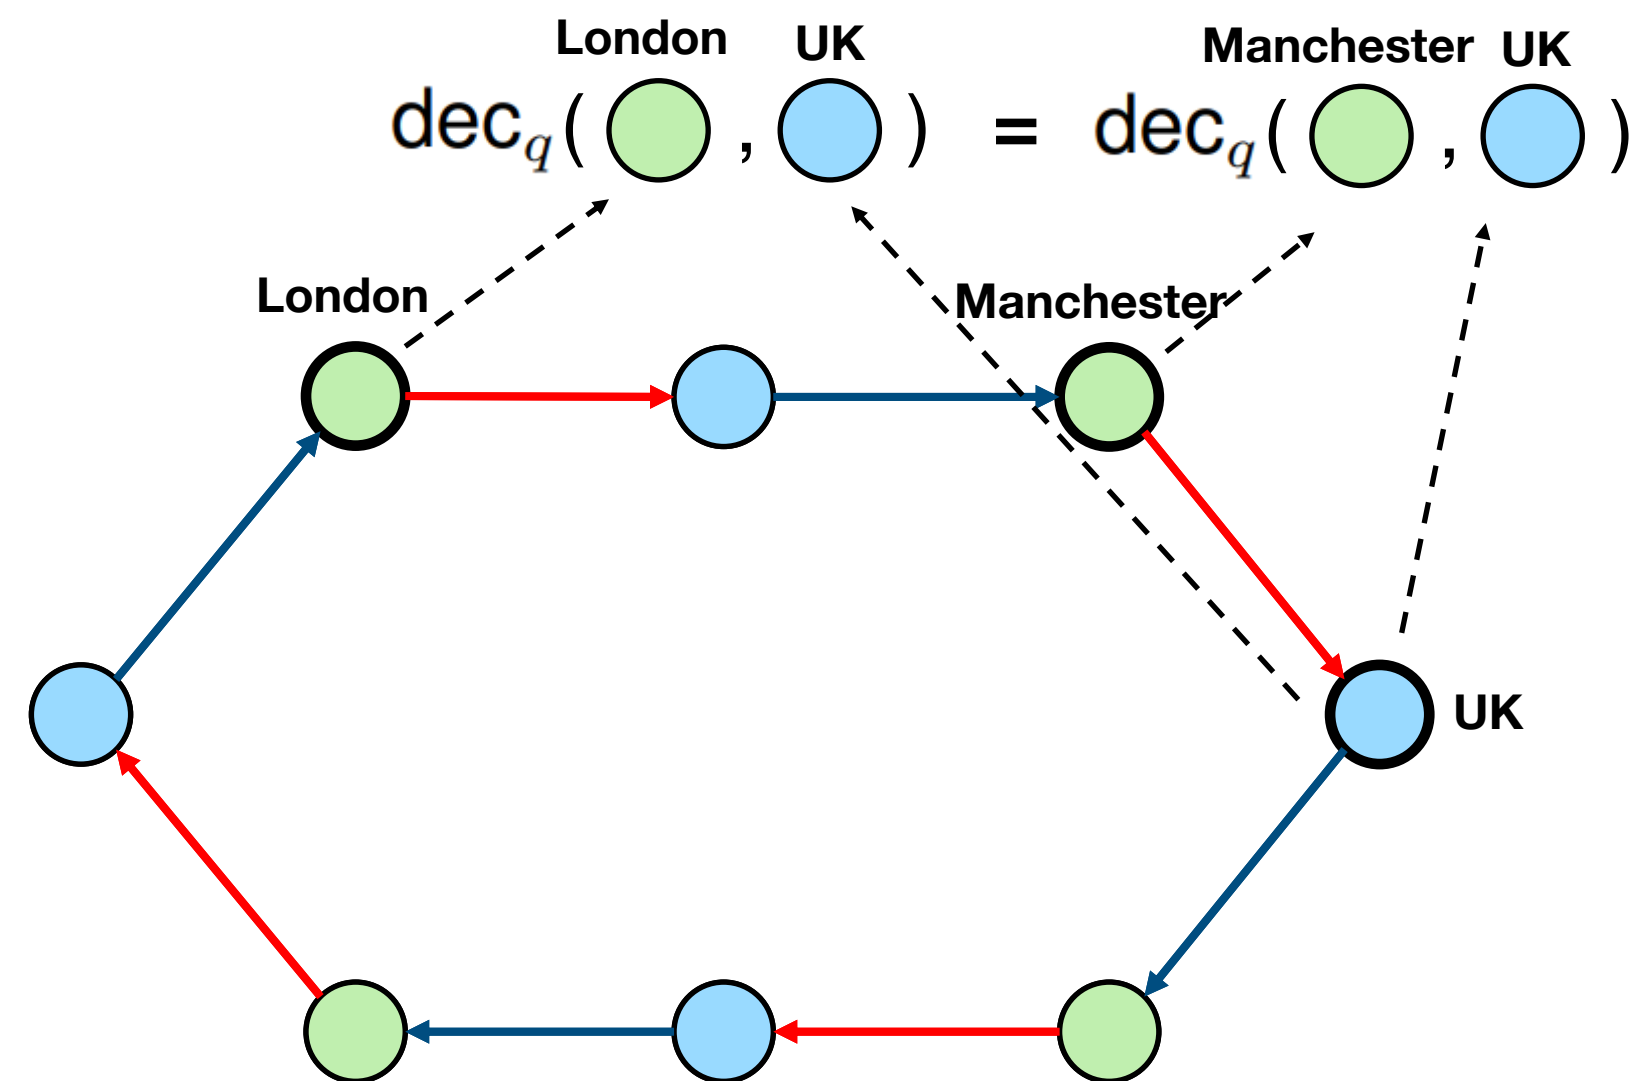 London UK Manchester UK
dec_q( , ) = dec_q( , )
London Manchester
UK